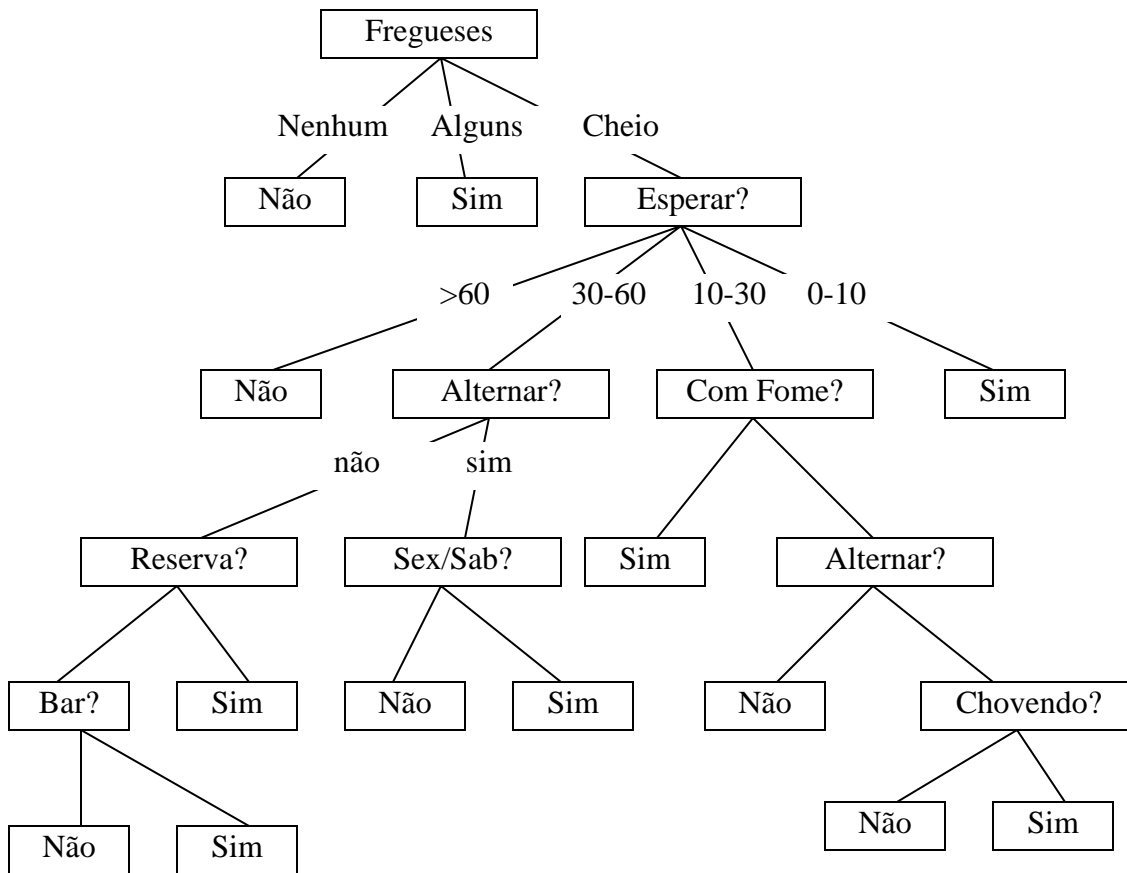 Fregueses
Nenhum Alguns Cheio
Não Sim Esperar?
>60 30-60 10-30 0-10
Não Alternar? Com Fome? Sim
não sim
Reserva? Sex/Sab? Sim Alternar?
Bar? Sim Não Sim Não Chovendo?
Não Sim
Não Sim